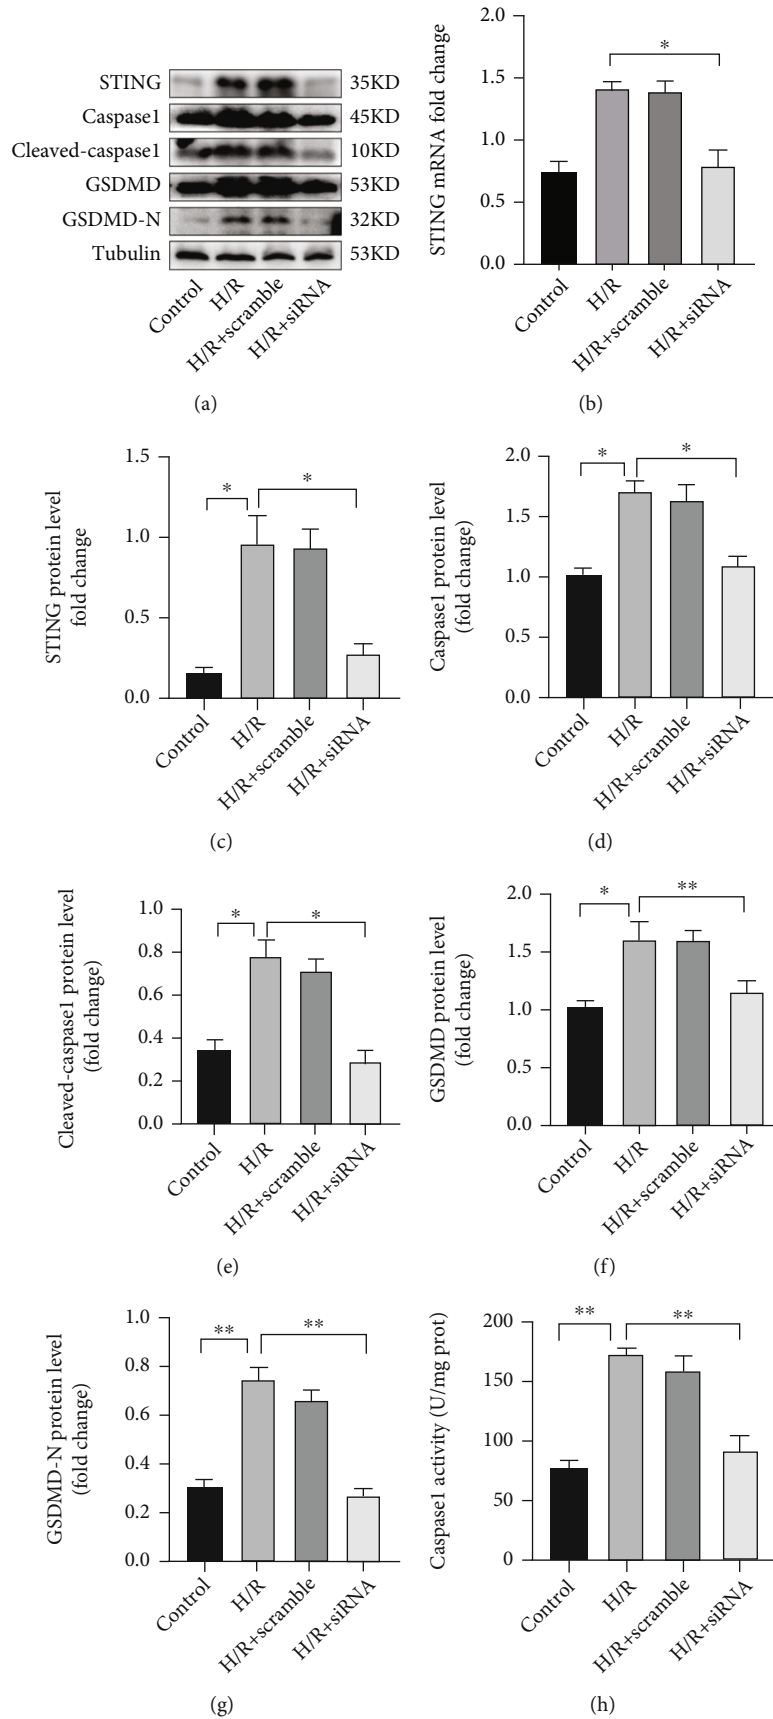 STING 35KD
Caspase1 45KD
Cleaved-caspase1 10KD
GSDMD 53KD
GSDMD-N 32KD
Tubulin 53KD
Control
H/R
H/R+scramble
H/R+siRNA
(a)
STING mRNA fold change
2.0
1.5
1.0
0.5
0.0
*
Control
H/R
H/R+scramble
H/R+siRNA
(b)
STING protein level
fold change
1.5
1.0
0.5
0.0
*
*
Control
H/R
H/R+scramble
H/R+siRNA
(c)
Caspase1 protein level
(fold change)
2.0
1.5
1.0
0.5
0.0
*
*
Control
H/R
H/R+scramble
H/R+siRNA
(d)
Cleaved-caspase1 protein level
(fold change)
1.0
0.8
0.6
0.4
0.2
0.0
*
*
Control
H/R
H/R+scramble
H/R+siRNA
(e)
GSDMD protein level
(fold change)
2.0
1.5
1.0
0.5
0.0
*
**
Control
H/R
H/R+scramble
H/R+siRNA
(f)
GSDMD-N protein level
(fold change)
1.0
0.8
0.6
0.4
0.2
0.0
**
**
Control
H/R
H/R+scramble
H/R+siRNA
(g)
Caspase1 activity (U/mg prot)
200
150
100
50
0
**
**
Control
H/R
H/R+scramble
H/R+siRNA
(h)